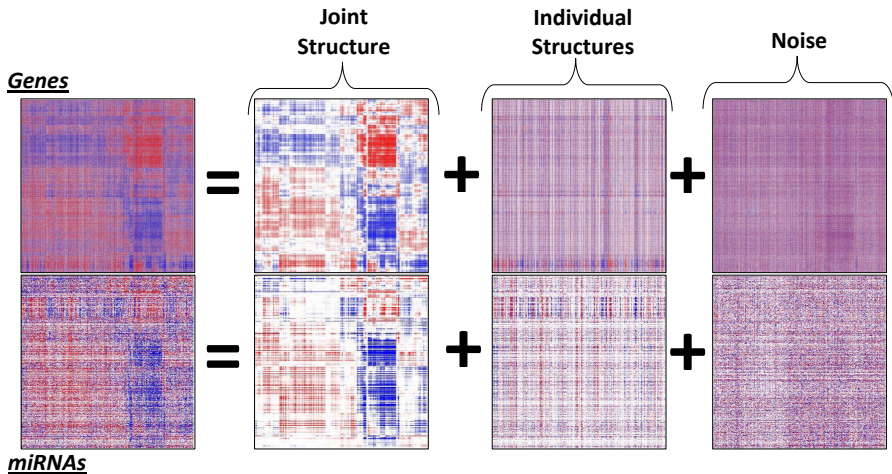 Joint
Structure
Individual
Structures
Noise
Genes
=
+
+
=
+
+
miRNAs